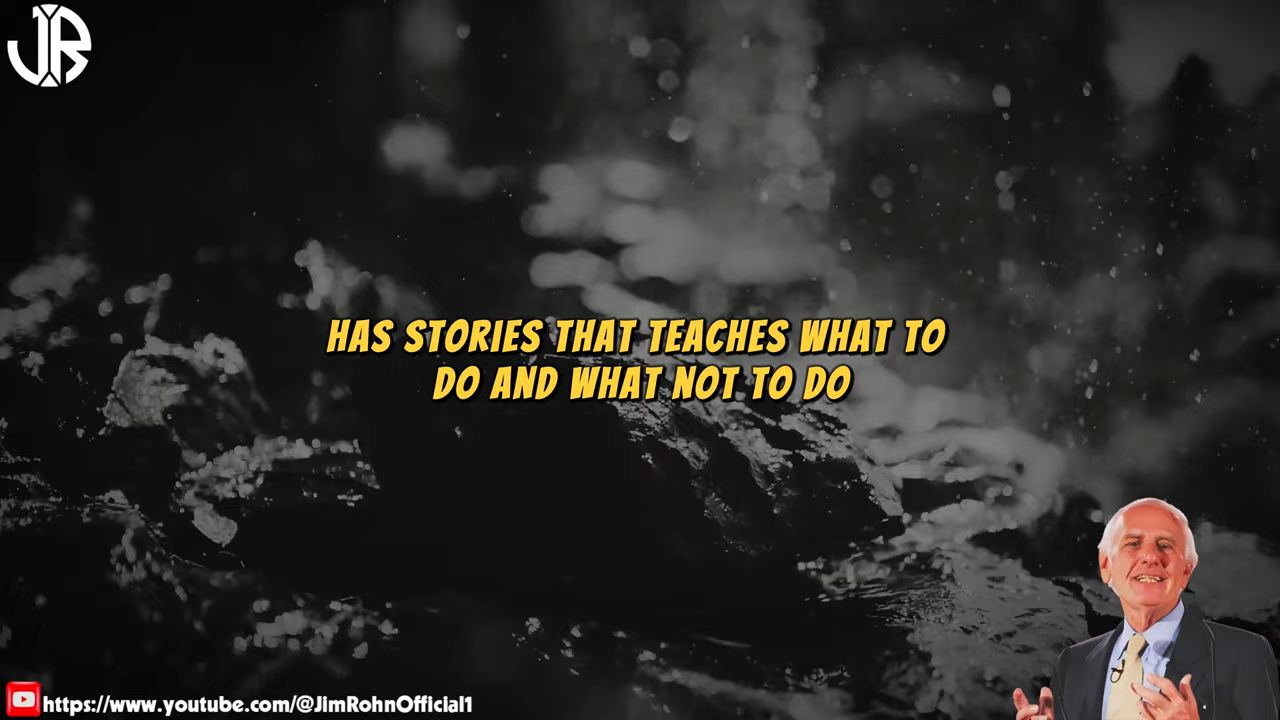 JR
HAS STORIES THAT TEACHES WHAT TO
DO AND WHAT NOT TO DO
https://www.youtube.com/@JimRohnOfficial1